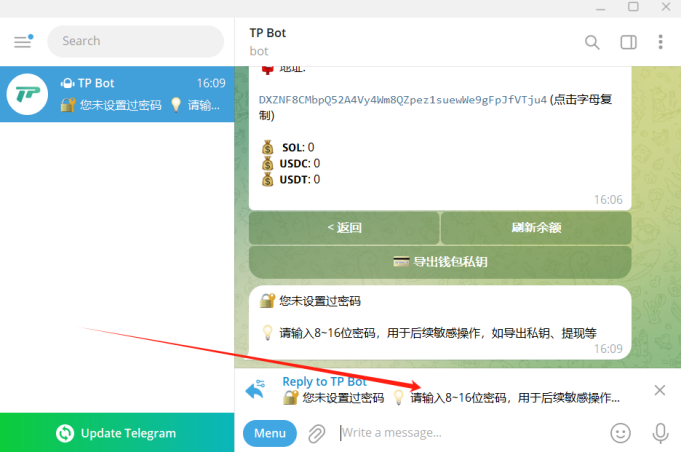 Search
TP Bot
bot
TP
TP Bot
16:09
您未设置过密码 请输...
地址:
DXZNF8CMbpQ52A4Vy4Wm8QZpez1suewWe9gFpJfVTju4 (点击字母复
制)
SOL: 0
USDC: 0
USDT: 0
16:06
< 返回
刷新余额
导出钱包私钥
您未设置过密码
请输入8~16位密码，用于后续敏感操作，如导出私钥、提现等
16:09
Reply to TP Bot
您未设置过密码 请输入8~16位密码，用于后续敏感操作...
Update Telegram
Menu
Write a message...